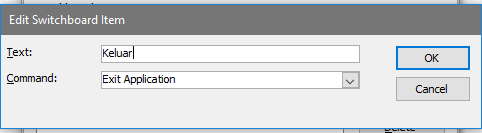 Edit Switchboard Item
Text: Keluar OK
Command: Exit Application Cancel
Delete